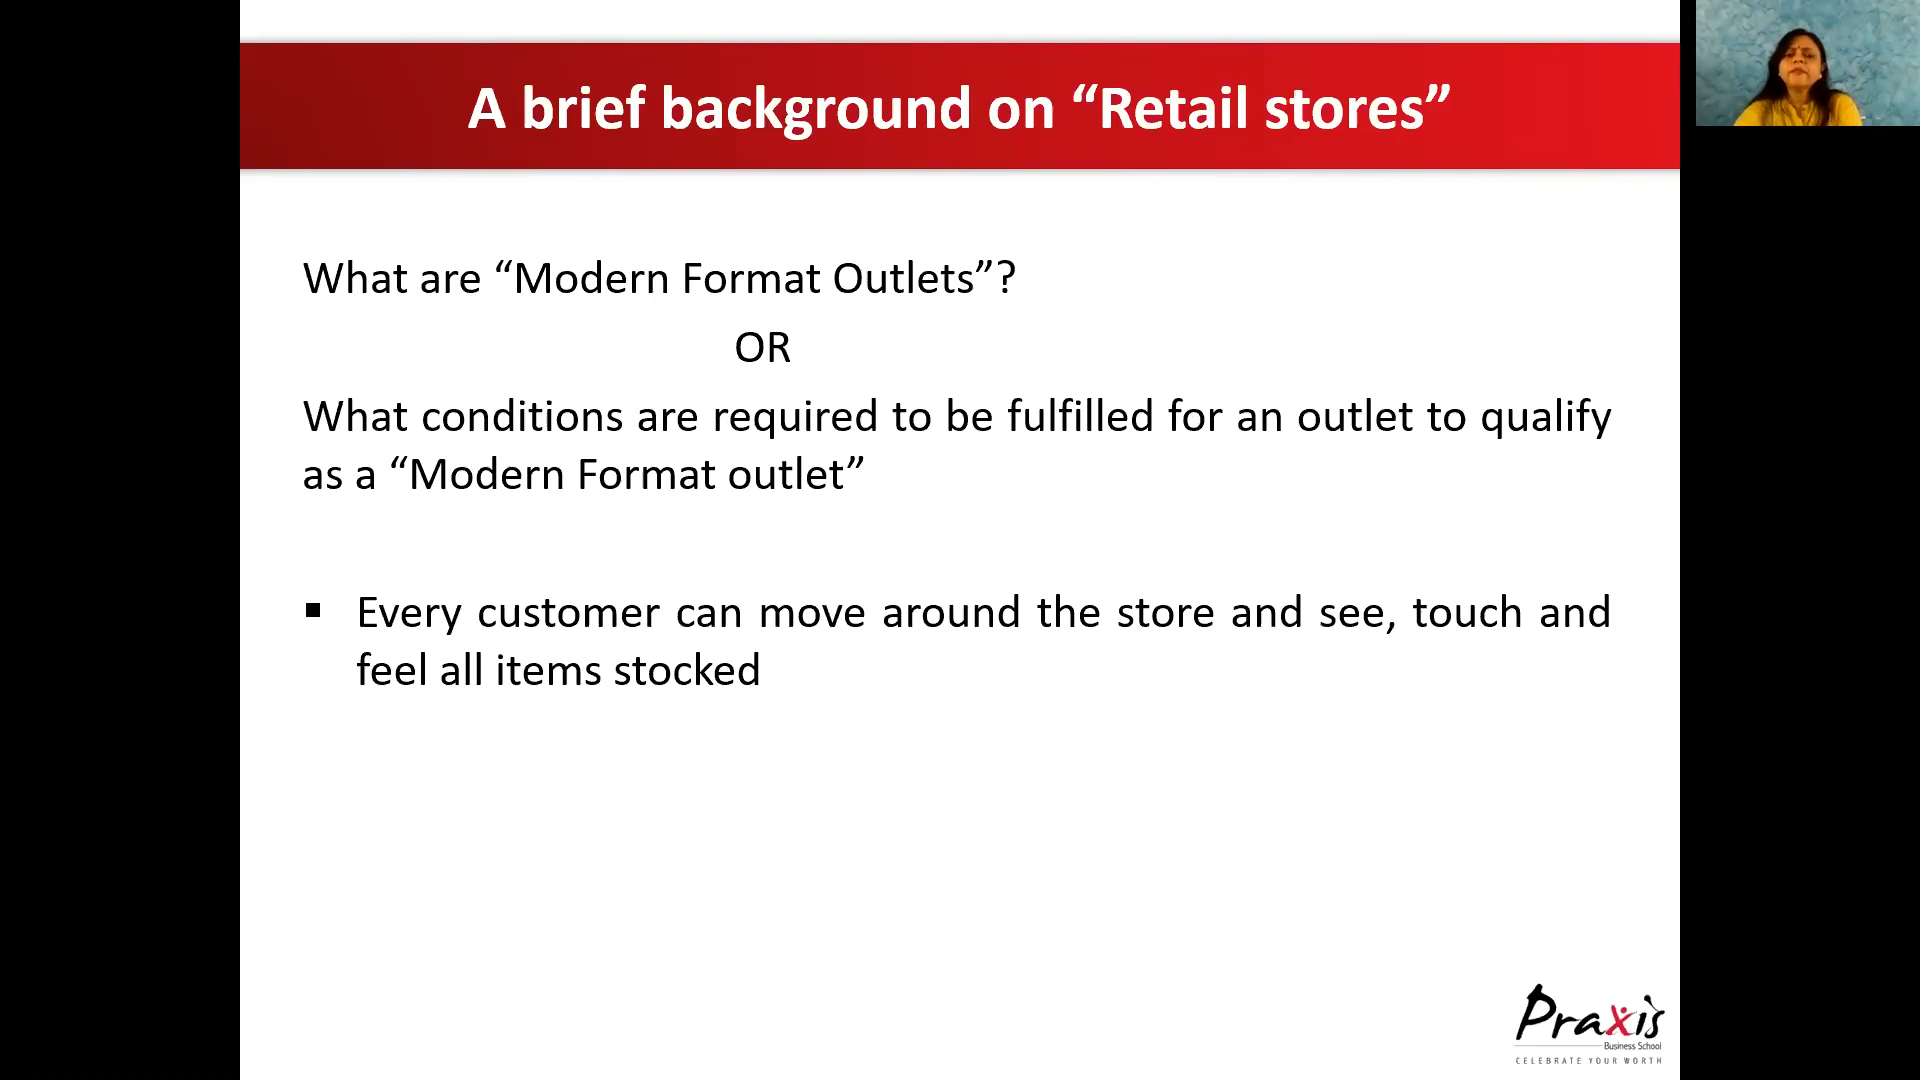 A brief background on “Retail stores”
What are “Modern Format Outlets”?
OR
What conditions are required to be fulfilled for an outlet to qualify
as a “Modern Format outlet”
▪ Every customer can move around the store and see, touch and
feel all items stocked
Praxis
Business School
CELEBRATE YOUR WORTH